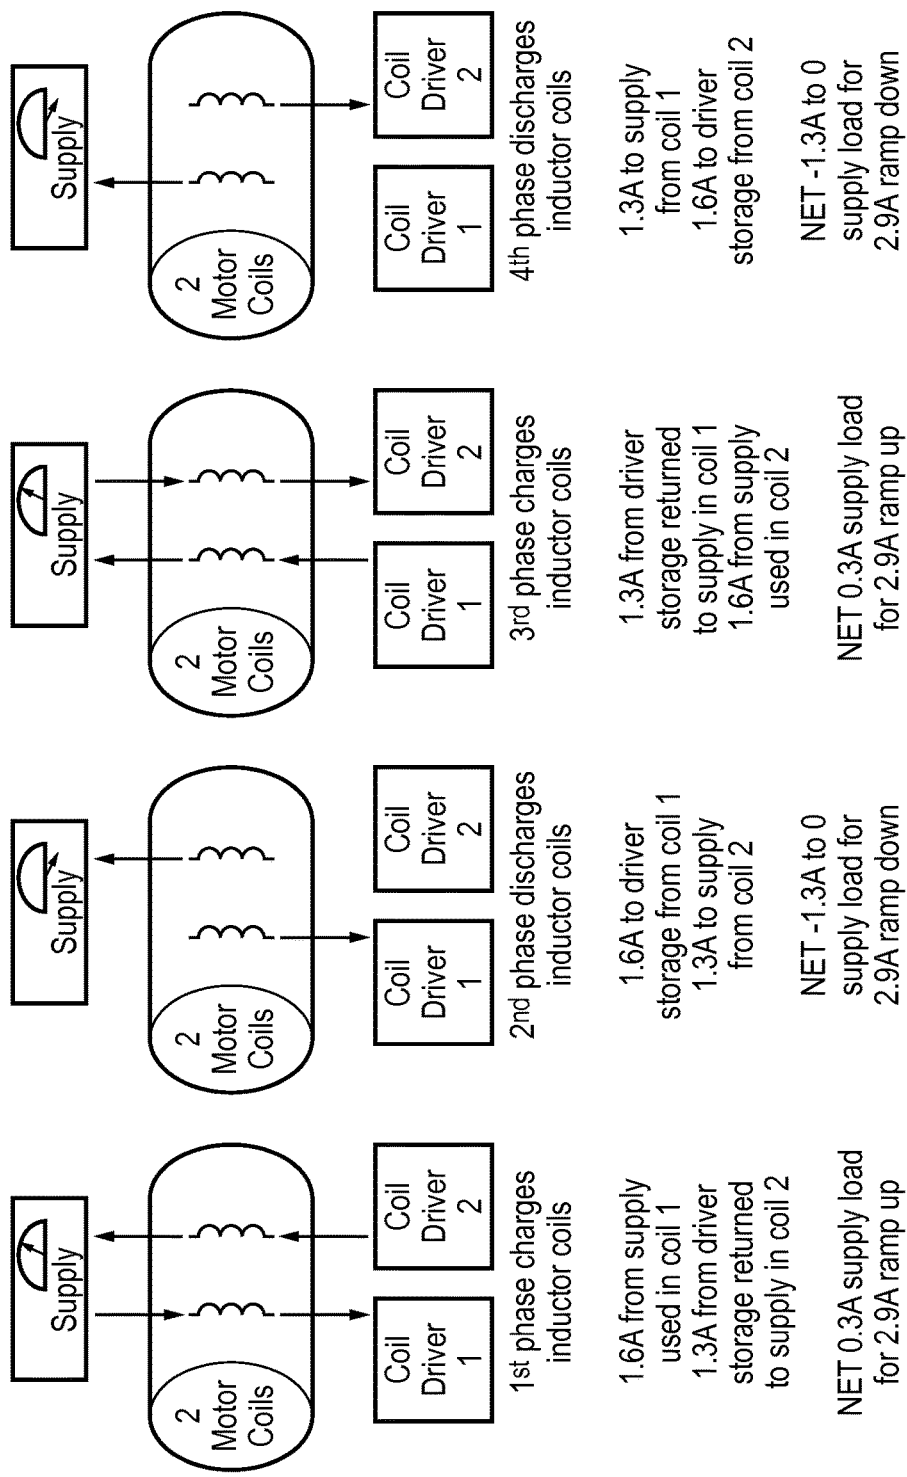 Supply
2
Motor
Coils
Coil
Driver
1
Coil
Driver
2
1st phase charges
inductor coils
1.6A from supply
used in coil 1
1.3A from driver
storage returned
to supply in coil 2
NET 0.3A supply load
for 2.9A ramp up
Supply
2
Motor
Coils
Coil
Driver
1
Coil
Driver
2
2nd phase discharges
inductor coils
1.6A to driver
storage from coil 1
1.3A to supply
from coil 2
NET -1.3A to 0
supply load for
2.9A ramp down
Supply
2
Motor
Coils
Coil
Driver
1
Coil
Driver
2
3rd phase charges
inductor coils
1.3A from driver
storage returned
to supply in coil 1
1.6A from supply
used in coil 2
NET 0.3A supply load
for 2.9A ramp up
Supply
2
Motor
Coils
Coil
Driver
1
Coil
Driver
2
4th phase discharges
inductor coils
1.3A to supply
from coil 1
1.6A to driver
storage from coil 2
NET -1.3A to 0
supply load for
2.9A ramp down